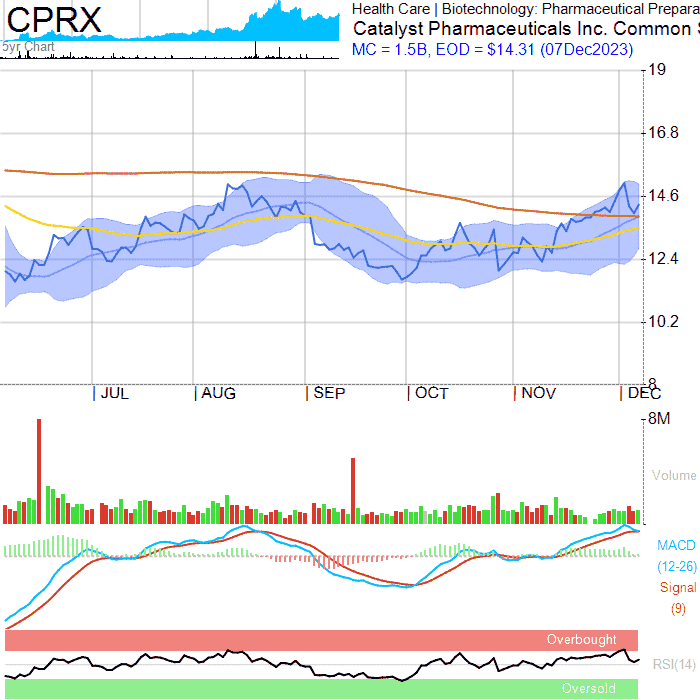 CPRX
5yr Chart
Health Care | Biotechnology: Pharmaceutical Prepara
Catalyst Pharmaceuticals Inc. Common S
MC = 1.5B, EOD = $14.31 (07Dec2023)
19
16.8
14.6
12.4
10.2
8
JUL
AUG
SEP
OCT
NOV
DEC
8M
Volume
MACD
(12-26)
Signal
(9)
Overbought
RSI(14)
Oversold